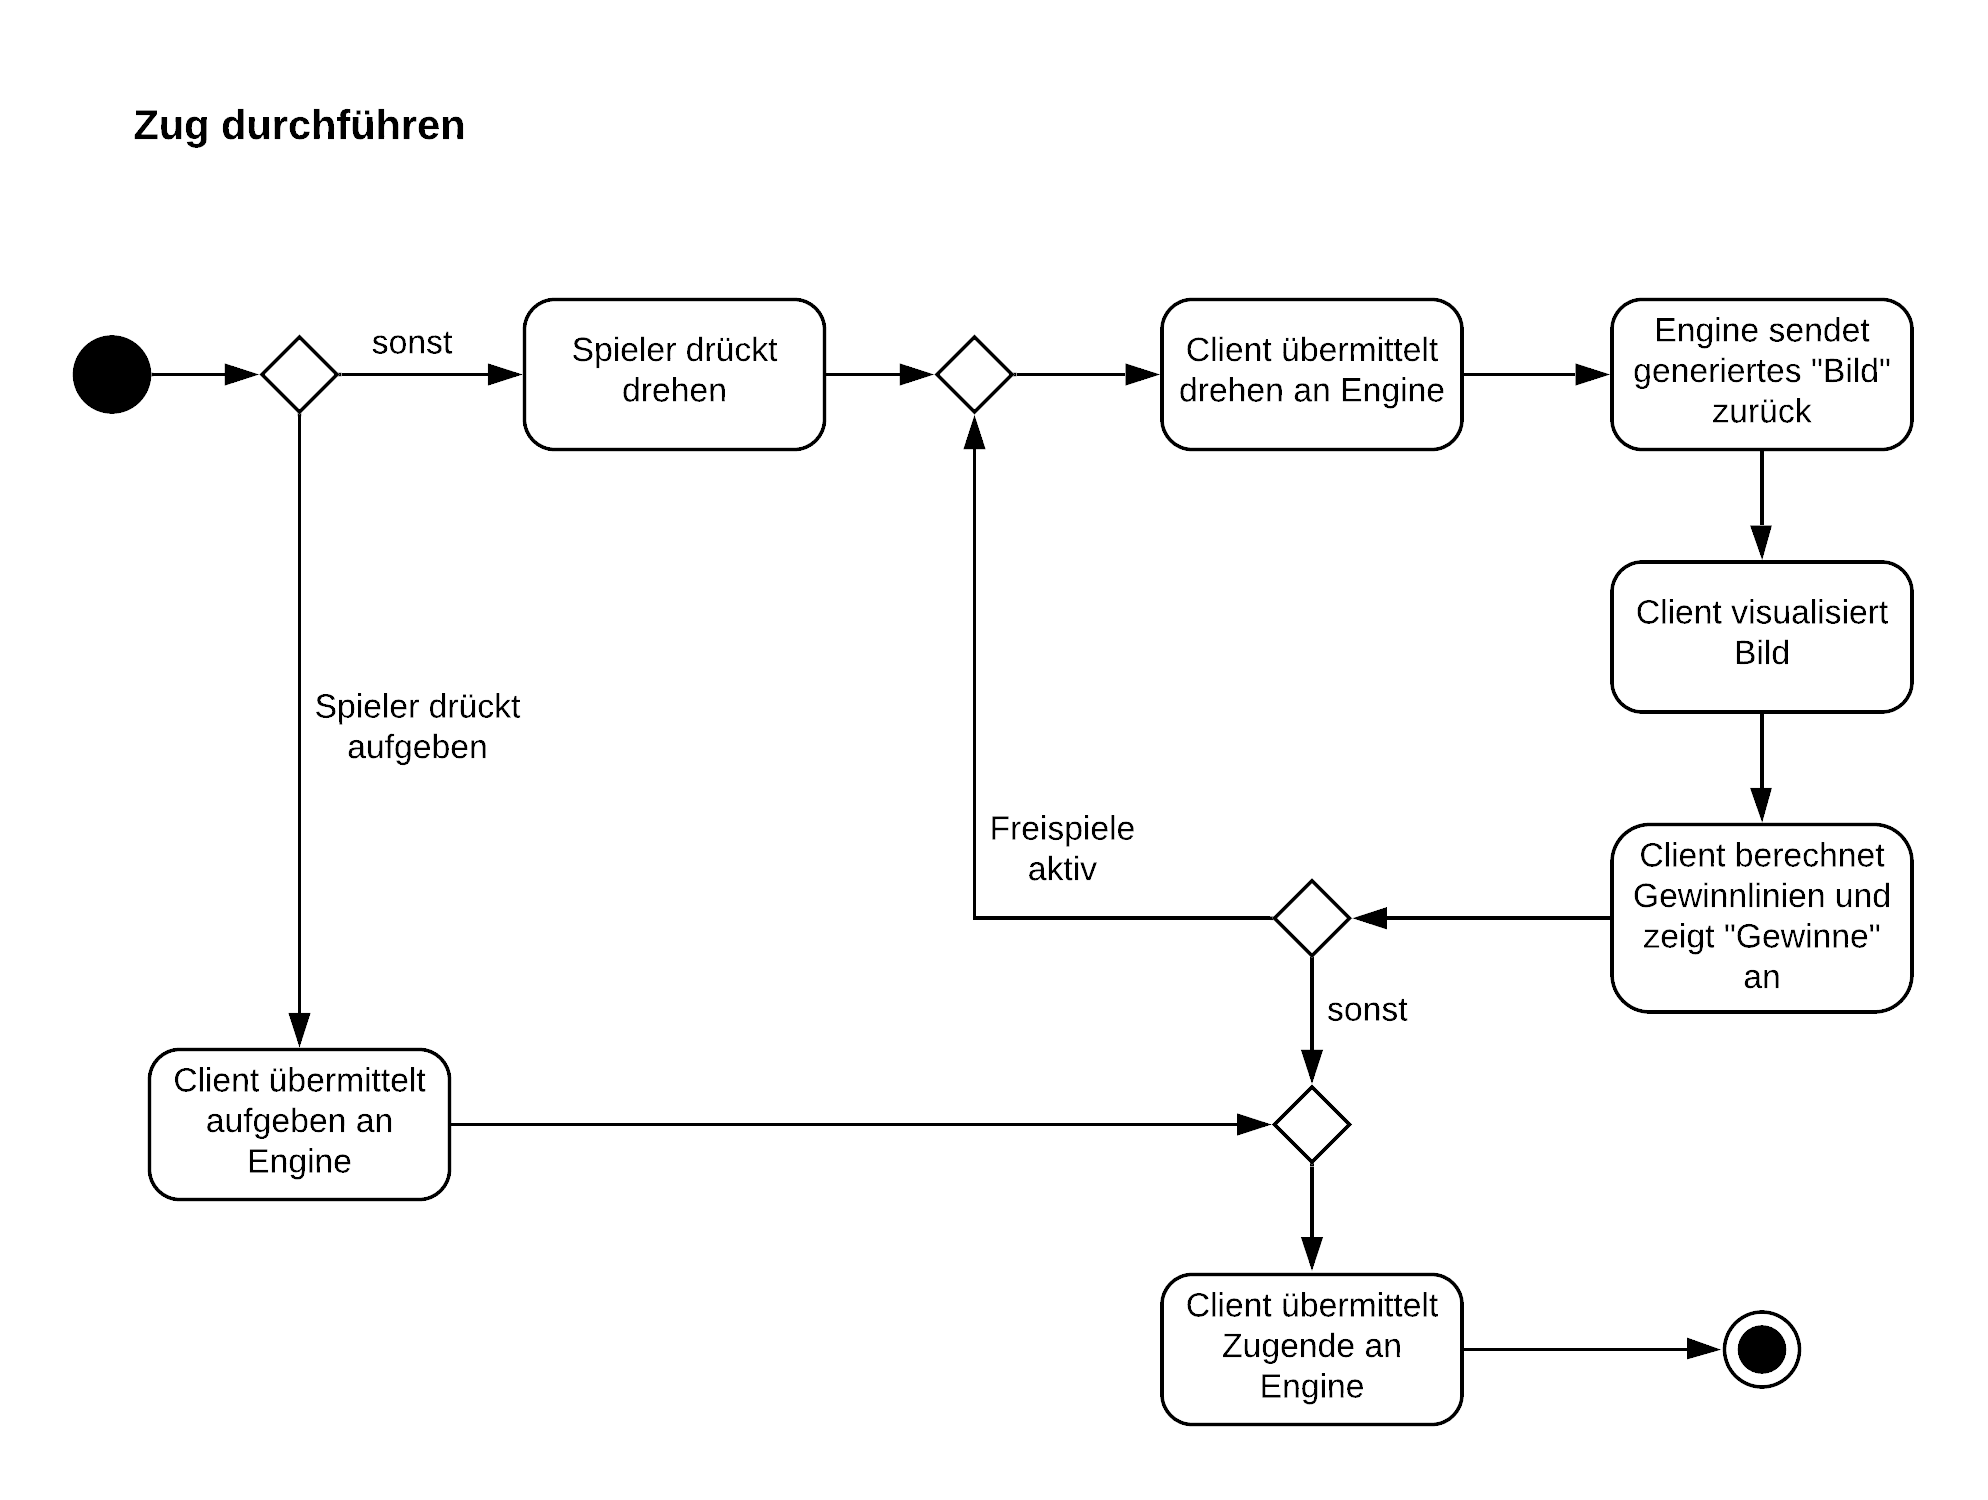 Zug durchführen
sonst
Spieler drückt
drehen
Client übermittelt
drehen an Engine
Engine sendet
generiertes "Bild"
zurück
Client visualisiert
Bild
Spieler drückt
aufgeben
Freispiele
aktiv
Client berechnet
Gewinnlinien und
zeigt "Gewinne"
an
sonst
Client übermittelt
aufgeben an
Engine
Client übermittelt
Zugende an
Engine